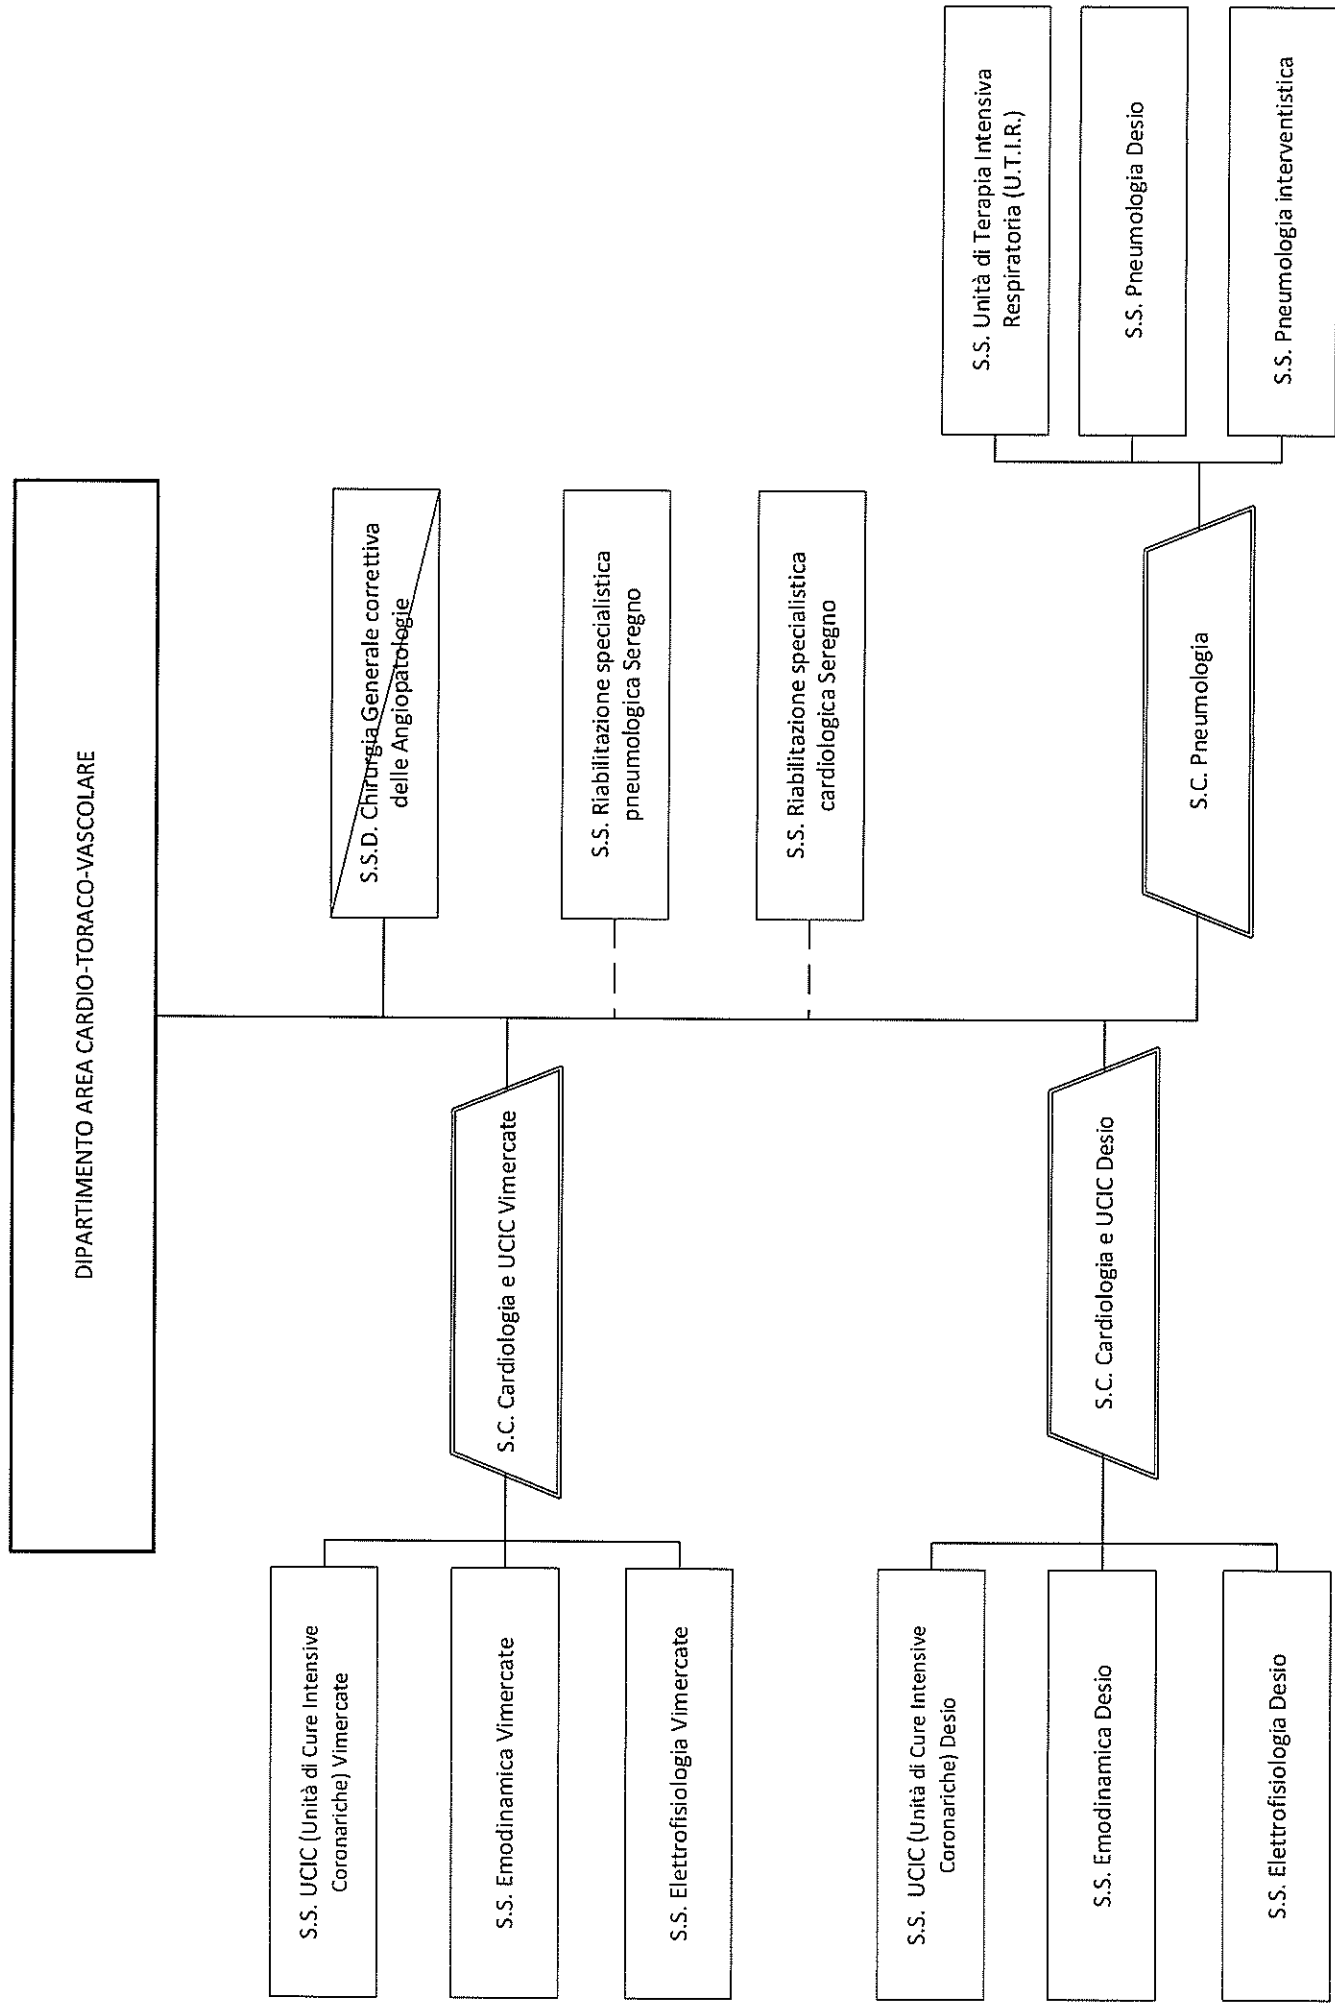 DIPARTIMENTO AREA CARDIO-TORACO-VASCOLARE
S.S.D. Chirurgia Generale correttiva
delle Angiopatologie
S.S. UCIC (Unità di Cure Intensive
Coronariche) Vimercate
S.S. Emodinamica Vimercate
S.S. Elettrofisiologia Vimercate
S.C. Cardiologia e UCIC Vimercate
S.S. Riabilitazione specialistica
pneumologica Seregno
S.S. Riabilitazione specialistica
cardiologica Seregno
S.S. UCIC (Unità di Cure Intensive
Coronariche) Desio
S.S. Emodinamica Desio
S.S. Elettrofisiologia Desio
S.C. Cardiologia e UCIC Desio
S.C. Pneumologia
S.S. Unità di Terapia Intensiva
Respiratoria (U.T.I.R.)
S.S. Pneumologia Desio
S.S. Pneumologia interventistica